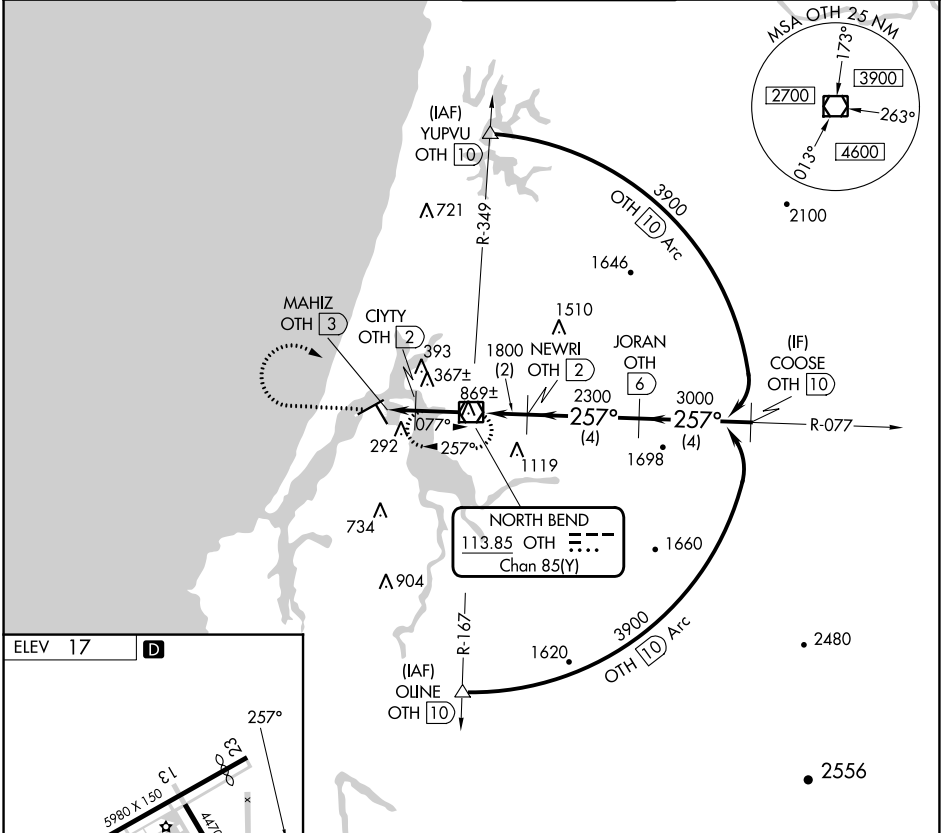 MSA OTH 25 NM
173°
3900
2700
263°
013°
4600
(IAF)
YUPVU
OTH 10
3900
OTH 10 Arc
721
R-349
2100
1646
MAHIZ
OTH 3
CIYTY
OTH 2
393
367±
869±
1510
1800
(2)
NEWRI
OTH 2
JORAN
OTH
6
(IF)
COOSE
OTH 10
2300
257°
(4)
3000
257°
(4)
R-077
077°
257°
292
1119
1698
734
NORTH BEND
113.85 OTH
Chan 85(Y)
1660
904
R-167
3900
OTH 10 Arc
1620
2480
(IAF)
OLINE
OTH 10
2556
ELEV 17
D
257°
23
13
5980 X 150